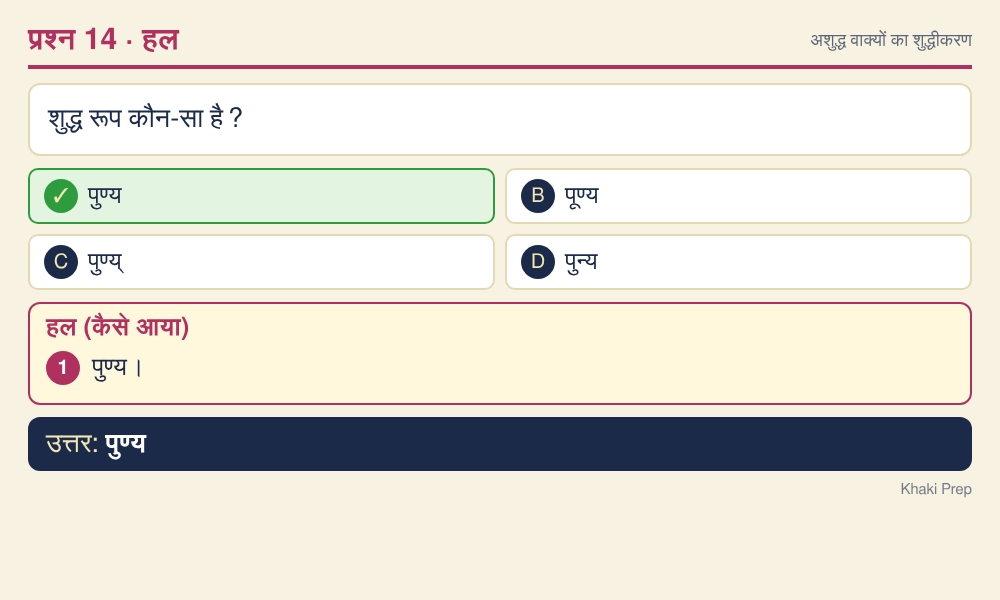 प्रश्न 14 · हल
अशुद्ध वाक्यों का शुद्धीकरण
शुद्ध रूप कौन-सा है ?
✓ पुण्य
B पूण्य
C पुण्य्
D पुन्य
हल (कैसे आया)
1 पुण्य।
उत्तर: पुण्य
Khaki Prep